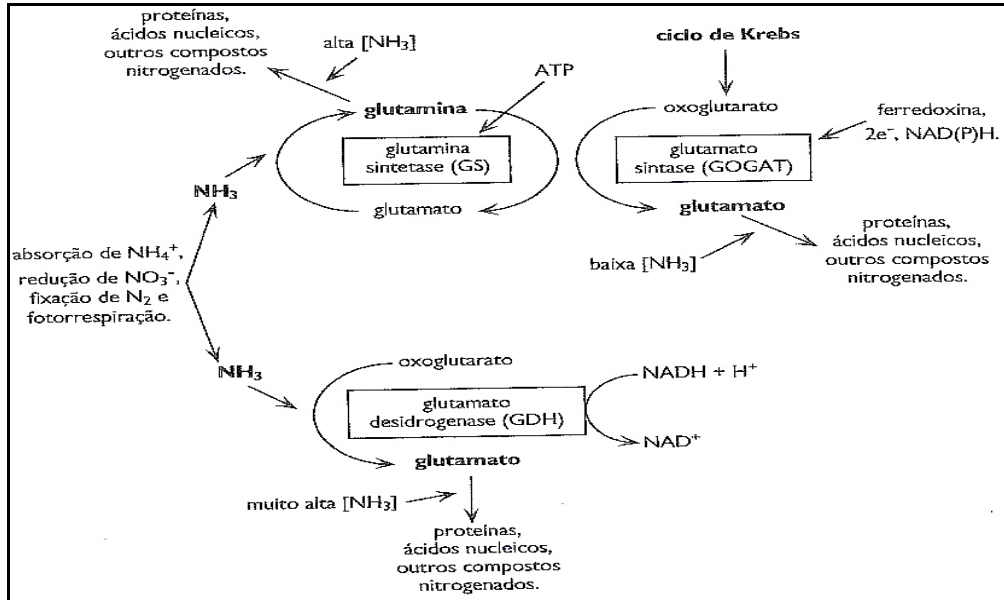 proteínas,
ácidos nucleicos,
outros compostos
nitrogenados.
alta [NH₃]
ATP
glutamina
glutamina
sintetase (GS)
glutamato
NH₃
absorção de NH₄⁺,
redução de NO₃⁻,
fixação de N₂ e
fotorrespiração.
NH₃
ciclo de Krebs
oxoglutarato
ferredoxina,
2e⁻, NAD(P)H.
glutamato
sintase (GOGAT)
glutamato
baixa [NH₃]
proteínas,
ácidos nucleicos,
outros compostos
nitrogenados.
oxoglutarato
NADH + H⁺
glutamato
desidrogenase (GDH)
NAD⁺
glutamato
muito alta [NH₃]
proteínas,
ácidos nucleicos,
outros compostos
nitrogenados.